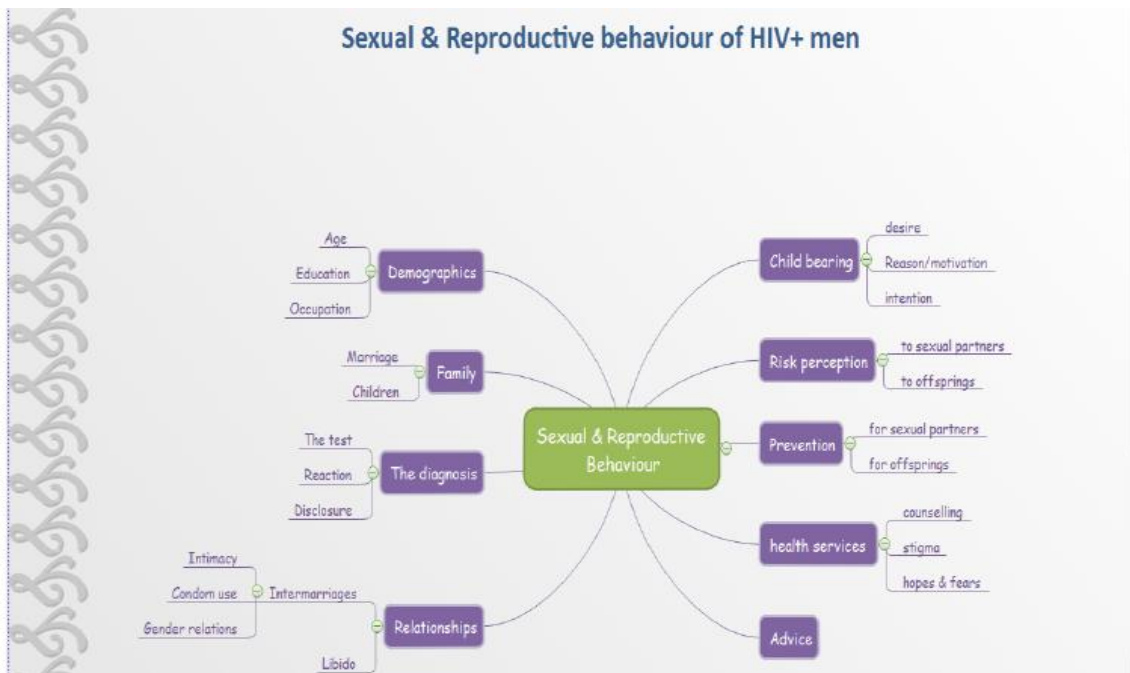 Sexual & Reproductive behaviour of HIV+ men
Age
Education
Occupation
Demographics
Marriage
Children
Family
The test
Reaction
Disclosure
The diagnosis
Intimacy
Condom use
Gender relations
Intermarriages
Libido
Relationships
Sexual & Reproductive
Behaviour
Child bearing
desire
Reason/motivation
intention
Risk perception
to sexual partners
to offsprings
Prevention
for sexual partners
for offsprings
health services
counselling
stigma
hopes & fears
Advice